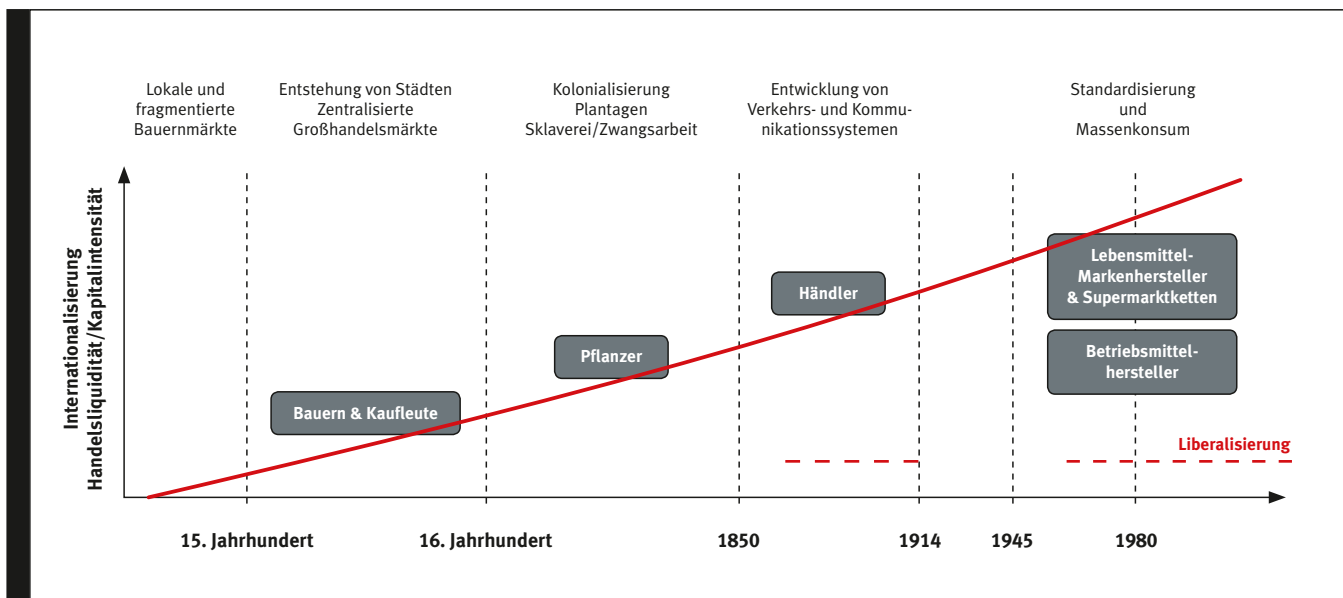 Lokale und
fragmentierte
Bauernmärkte
Entstehung von Städten
Zentralisierte
Großhandelsmärkte
Kolonialisierung
Plantagen
Sklaverei/Zwangsarbeit
Entwicklung von
Verkehrs- und Kommu-
nikationssystemen
Standardisierung
und
Massenkonsum
Internationalisierung
Handelsliquidität/Kapitalintensität
Bauern & Kaufleute
Pflanzer
Händler
Lebensmittel-
Markenhersteller
& Supermarktketten
Betriebsmittel-
hersteller
Liberalisierung
15. Jahrhundert
16. Jahrhundert
1850
1914
1945
1980